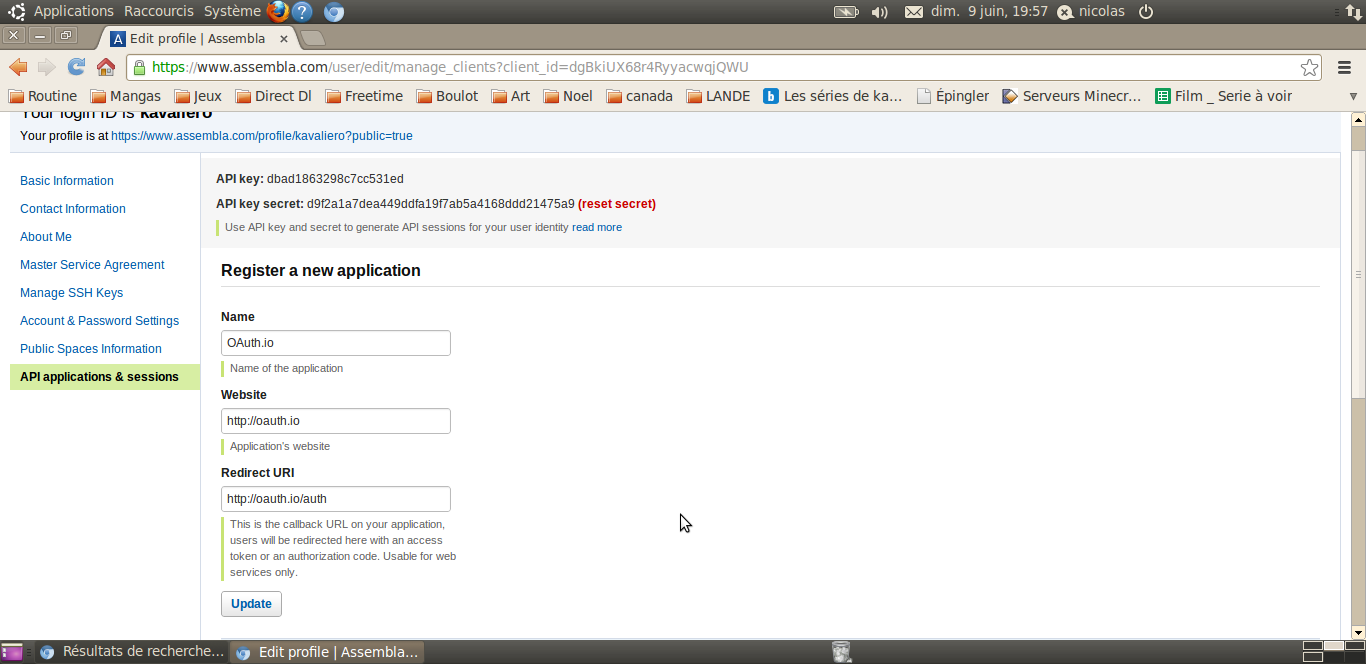 Applications Raccourcis Système dim. 9 juin, 19:57 nicolas
Edit profile | Assembla
https://www.assembla.com/user/edit/manage_clients?client_id=dgBkiUX68r4RyyacwqjQWU
Routine Mangas Jeux Direct Dl Freetime Boulot Art Noel canada LANDE Les séries de ka... Épingler Serveurs Minecr... Film _ Serie à voir
Your login ID is kavaliero
Your profile is at https://www.assembla.com/profile/kavaliero?public=true
Basic Information
Contact Information
About Me
Master Service Agreement
Manage SSH Keys
Account & Password Settings
Public Spaces Information
API applications & sessions
API key: dbad1863298c7cc531ed
API key secret: d9f2a1a7dea449ddfa19f7ab5a4168ddd21475a9 (reset secret)
Use API key and secret to generate API sessions for your user identity read more
Register a new application
Name
OAuth.io
Name of the application
Website
http://oauth.io
Application's website
Redirect URI
http://oauth.io/auth
This is the callback URL on your application,
users will be redirected here with an access
token or an authorization code. Usable for web
services only.
Update
Résultats de recherche... Edit profile | Assembla...